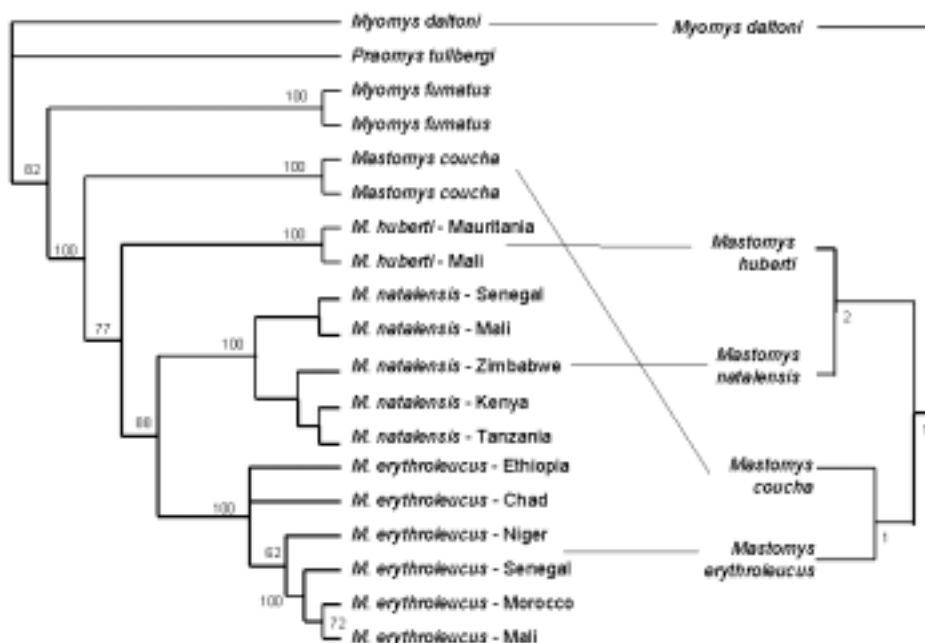 Myomys daltoni
Praomys tullbergi
Myomys fumatus
Myomys fumatus
Mastomys coucha
Mastomys coucha
M. huberti - Mauritania
M. huberti - Mali
M. natalensis - Senegal
M. natalensis - Mali
M. natalensis - Zimbabwe
M. natalensis - Kenya
M. natalensis - Tanzania
M. erythroleucus - Ethiopia
M. erythroleucus - Chad
M. erythroleucus - Niger
M. erythroleucus - Senegal
M. erythroleucus - Morocco
M. erythroleucus - Mali
100
82
100
100
100
77
100
88
100
62
100
72
Myomys daltoni
Mastomys
huberti
2
Mastomys
natalensis
Mastomys
coucha
1
Mastomys
erythroleucus